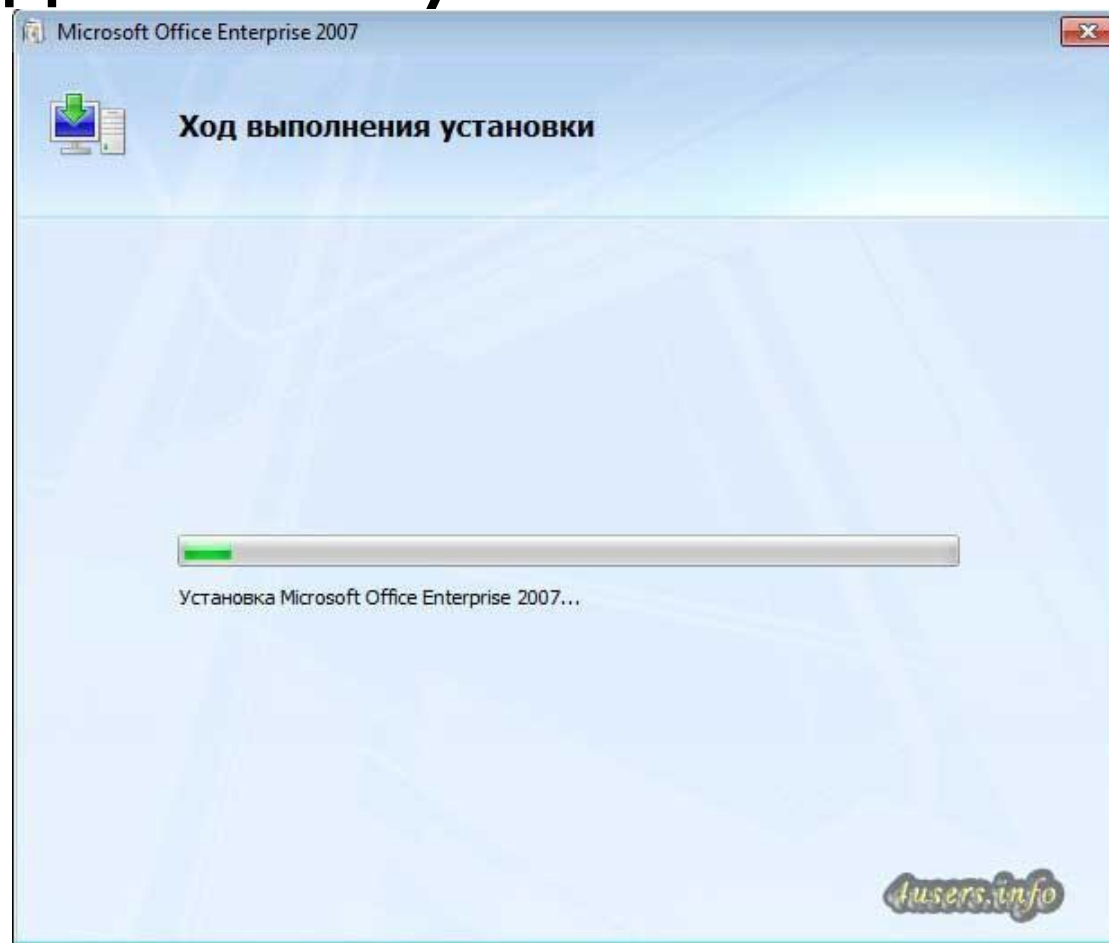 Microsoft Office Enterprise 2007
Ход выполнения установки
Установка Microsoft Office Enterprise 2007...
4users.info